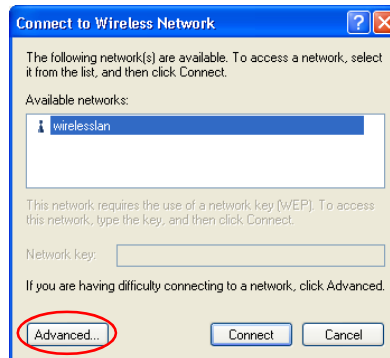 Connect to Wireless Network
The following network(s) are available. To access a network, select
it from the list, and then click Connect.
Available networks:
wirelesslan
This network requires the use of a network key (WEP). To access
this network, type the key, and then click Connect.
Network key:
If you are having difficulty connecting to a network, click Advanced.
Advanced... Connect Cancel